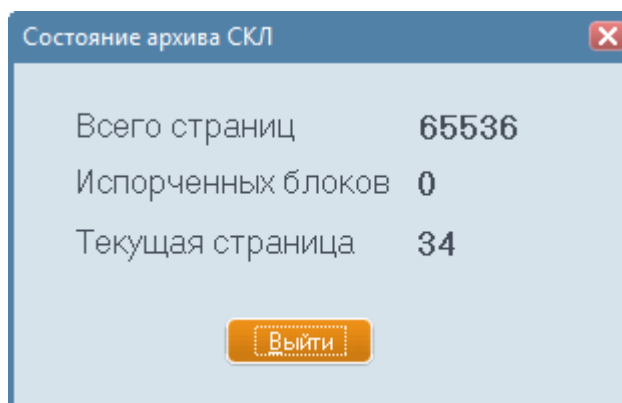 Состояние архива СКЛ
Всего страниц 65536
Испорченных блоков 0
Текущая страница 34
Выйти